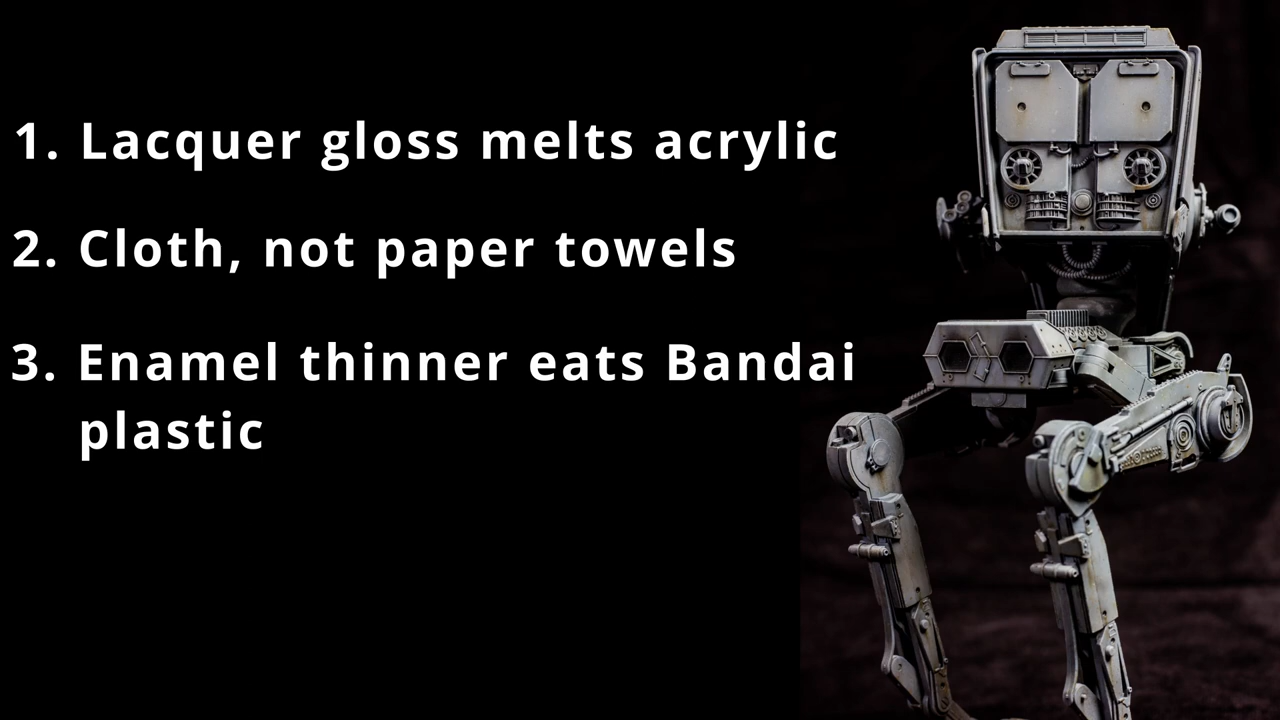 1. Lacquer gloss melts acrylic
2. Cloth, not paper towels
3. Enamel thinner eats Bandai
plastic